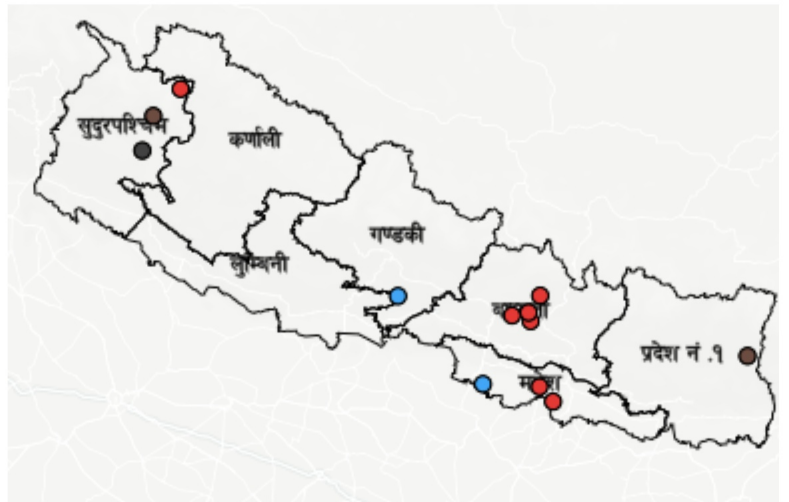 सुदुरपश्चिम
कर्णाली
गण्डकी
लुम्बिनी
प्रदेश नं .१